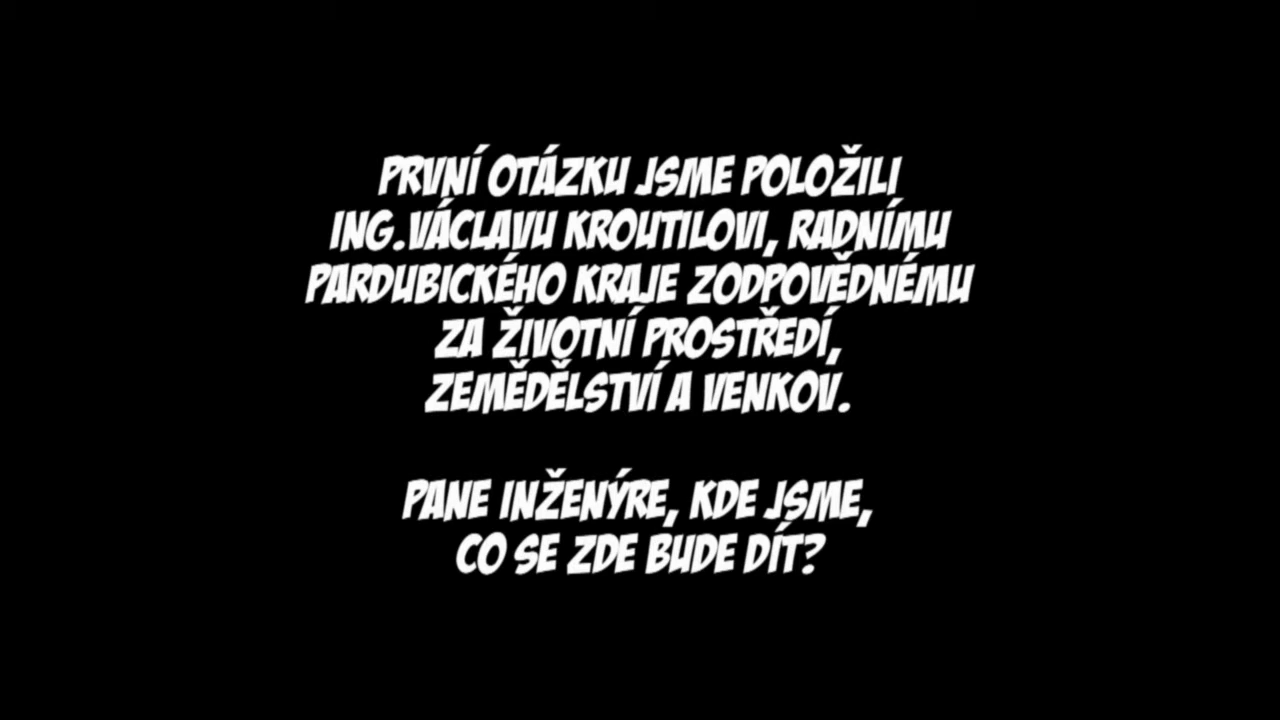 PRVNÍ OTÁZKU JSME POLOŽILI
ING.VÁCLAVU KROUTILOVI, RADNÍMU
PARDUBICKÉHO KRAJE ZODPOVĚDNÉMU
ZA ŽIVOTNÍ PROSTŘEDÍ,
ZEMĚDĚLSTVÍ A VENKOV.
PANE INŽENÝRE, KDE JSME,
CO SE ZDE BUDE DÍT?